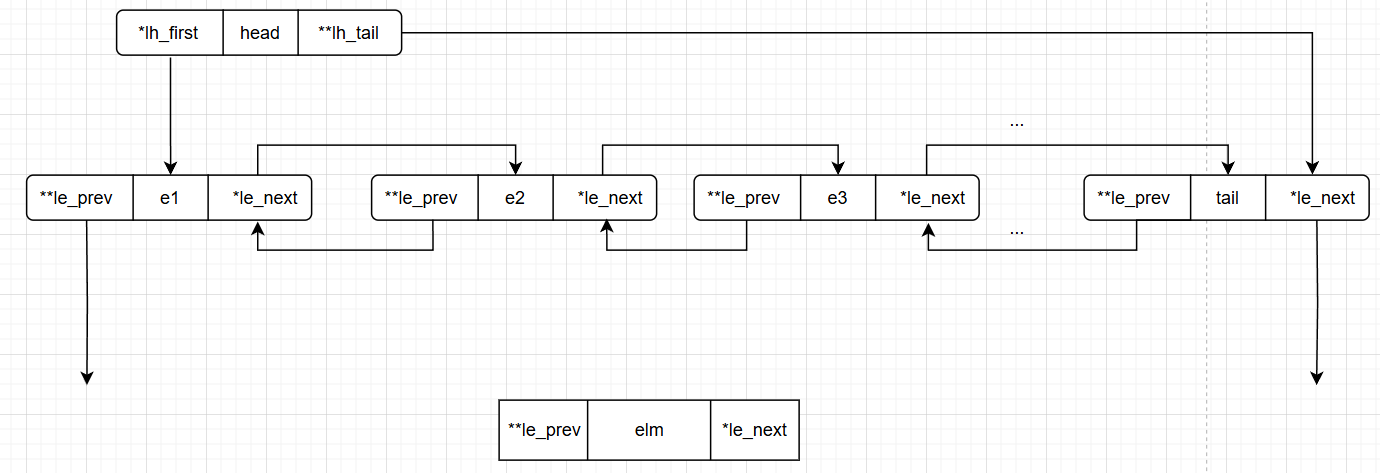 *lh_first head **lh_tail
...
**le_prev e1 *le_next **le_prev e2 *le_next **le_prev e3 *le_next **le_prev tail *le_next
...
**le_prev elm *le_next